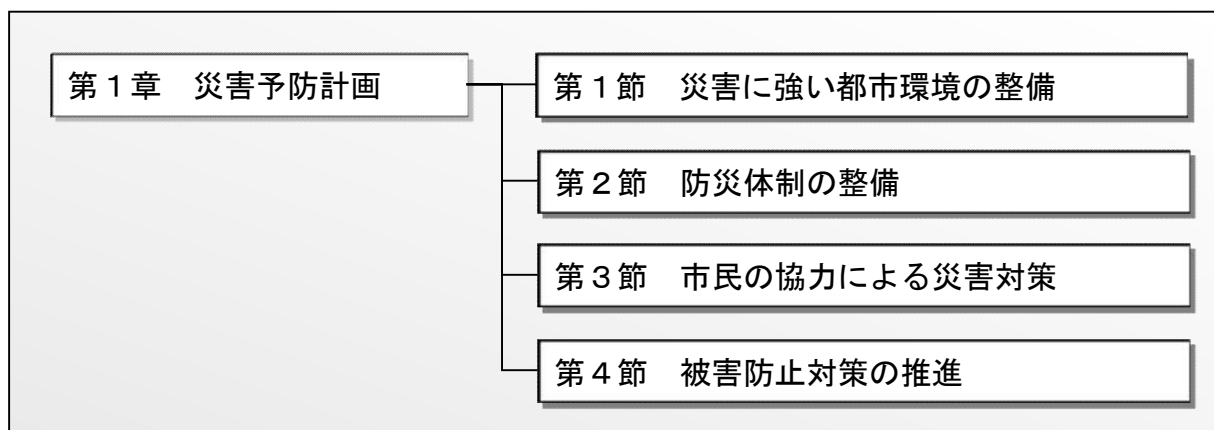 第１章　災害予防計画
第１節　災害に強い都市環境の整備
第２節　防災体制の整備
第３節　市民の協力による災害対策
第４節　被害防止対策の推進